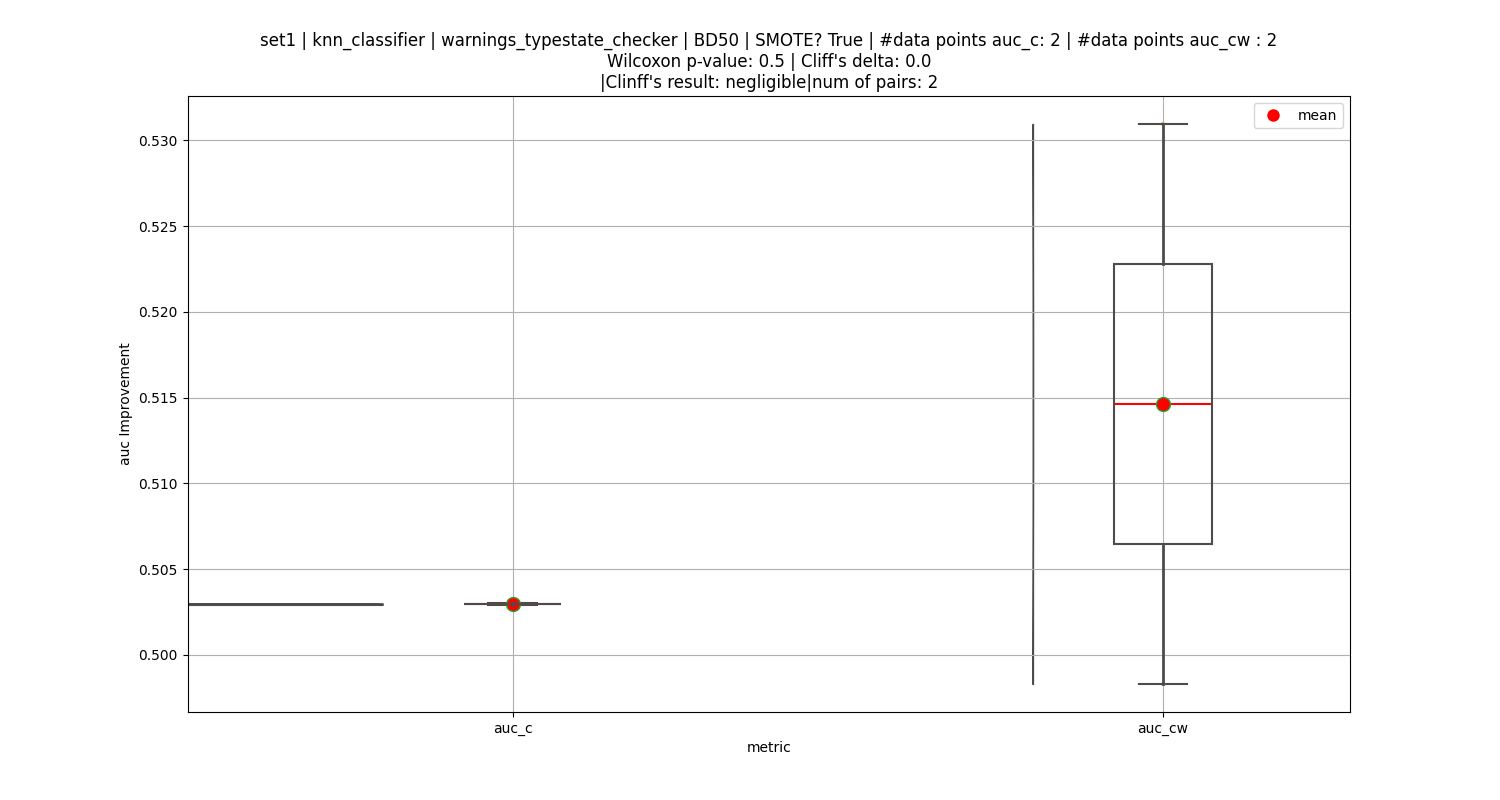 set1 | knn_classifier | warnings_typestate_checker | BD50 | SMOTE? True | #data points auc_c: 2 | #data points auc_cw : 2
Wilcoxon p-value: 0.5 | Cliff's delta: 0.0
|Clinff's result: negligible|num of pairs: 2
mean
0.530
0.525
0.520
0.515
0.510
0.505
0.500
auc Improvement
auc_c
auc_cw
metric